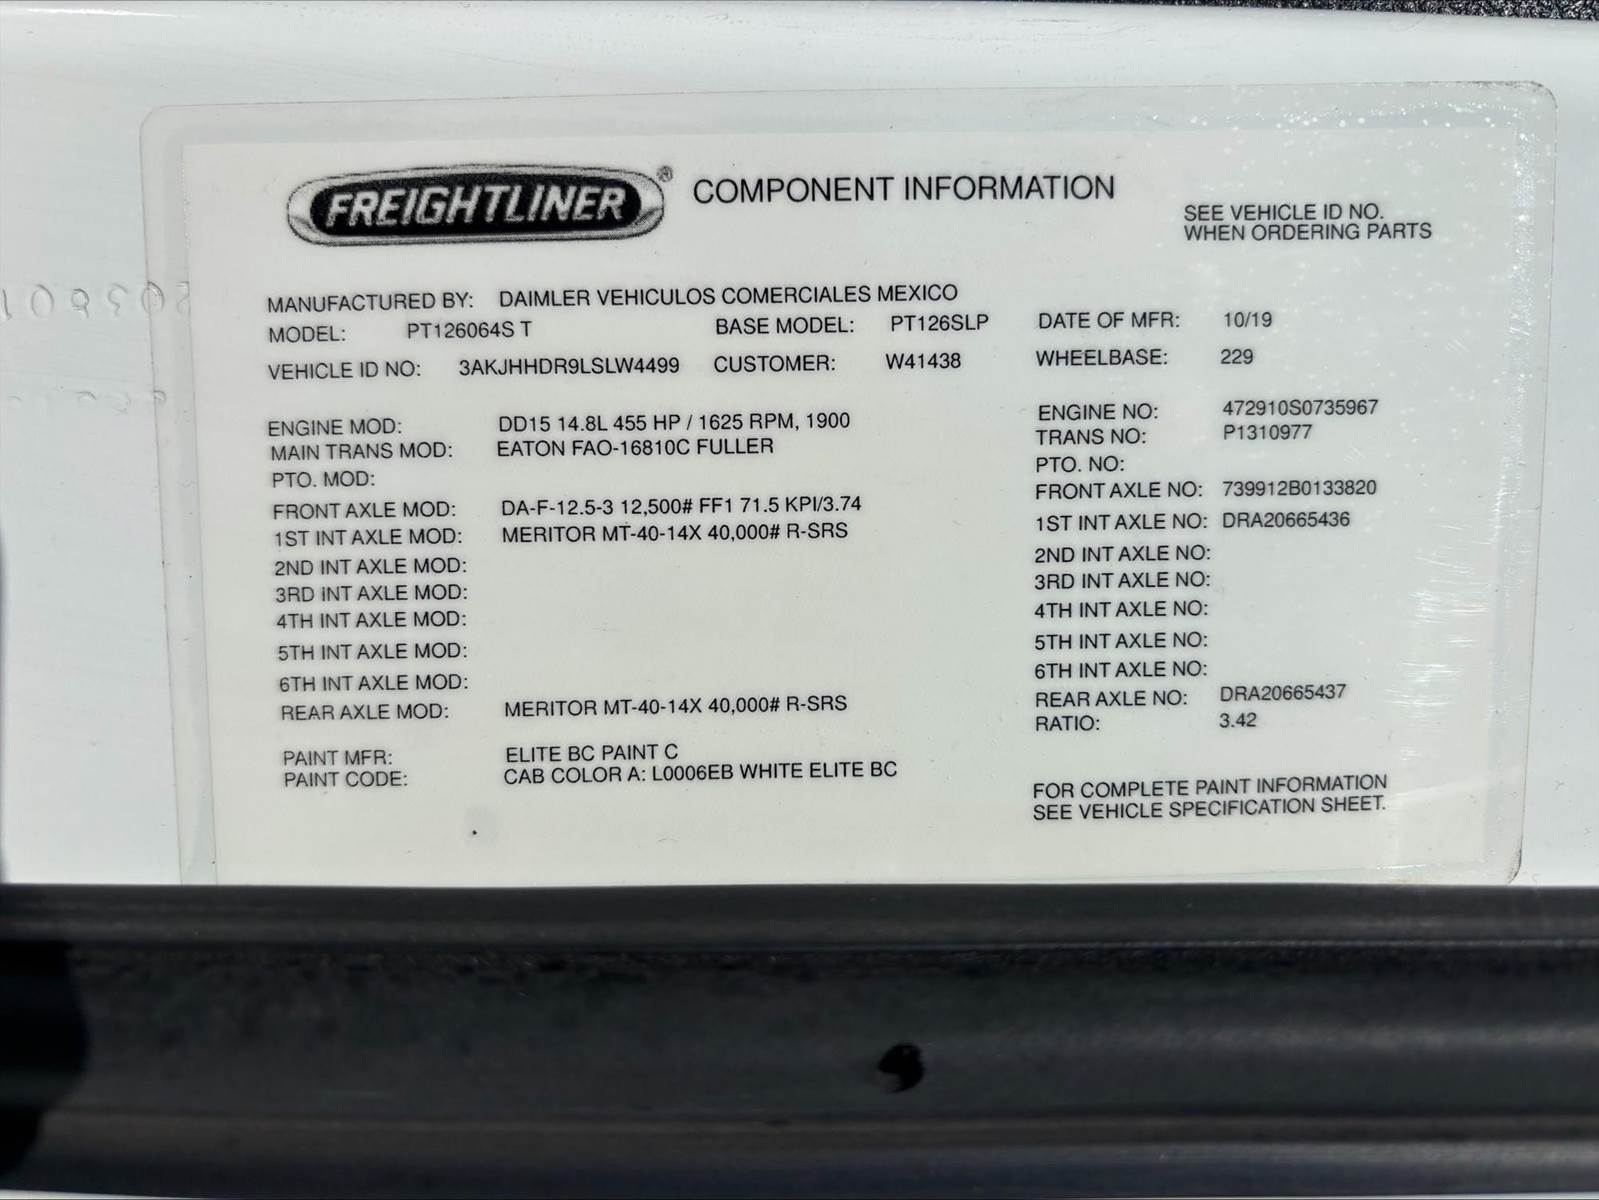 FREIGHTLINER® COMPONENT INFORMATION
SEE VEHICLE ID NO.
WHEN ORDERING PARTS
MANUFACTURED BY: DAIMLER VEHICULOS COMERCIALES MEXICO
MODEL: PT126064S T BASE MODEL: PT126SLP DATE OF MFR: 10/19
VEHICLE ID NO: 3AKJHHDR9LSLW4499 CUSTOMER: W41438 WHEELBASE: 229
ENGINE MOD: DD15 14.8L 455 HP / 1625 RPM, 1900 ENGINE NO: 472910S0735967
MAIN TRANS MOD: EATON FAO-16810C FULLER TRANS NO: P1310977
PTO. MOD: PTO. NO:
FRONT AXLE MOD: DA-F-12.5-3 12,500# FF1 71.5 KPI/3.74 FRONT AXLE NO: 739912B0133820
1ST INT AXLE MOD: MERITOR MT-40-14X 40,000# R-SRS 1ST INT AXLE NO: DRA20665436
2ND INT AXLE MOD: 2ND INT AXLE NO:
3RD INT AXLE MOD: 3RD INT AXLE NO:
4TH INT AXLE MOD: 4TH INT AXLE NO:
5TH INT AXLE MOD: 5TH INT AXLE NO:
6TH INT AXLE MOD: 6TH INT AXLE NO:
REAR AXLE MOD: MERITOR MT-40-14X 40,000# R-SRS REAR AXLE NO: DRA20665437
RATIO: 3.42
PAINT MFR: ELITE BC PAINT C
PAINT CODE: CAB COLOR A: L0006EB WHITE ELITE BC
FOR COMPLETE PAINT INFORMATION
SEE VEHICLE SPECIFICATION SHEET.